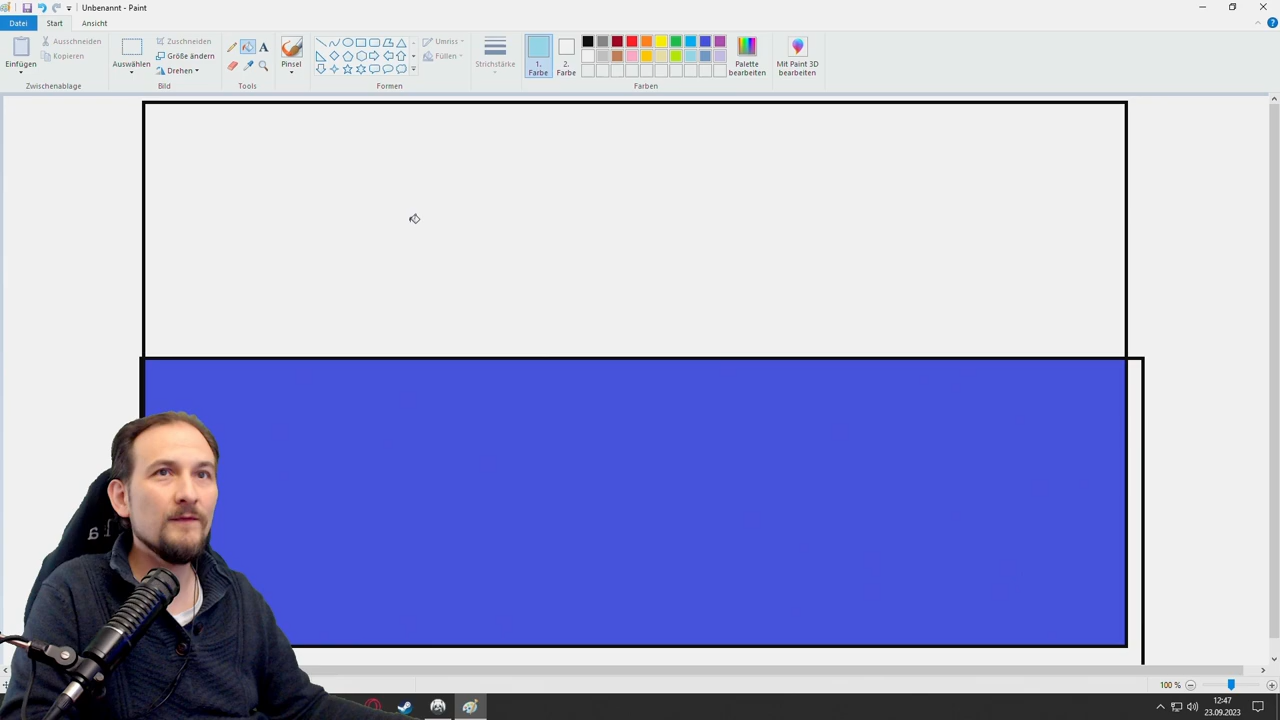 Unbenannt - Paint
Datei Start Ansicht
Einfügen
Ausschneiden
Kopieren
Zwischenablage
Auswählen
Zuschneiden
Größe ändern
Drehen
Bild
Tools
Pinsel
Umriss
Füllen
Formen
Strichstärke
1.
Farbe
2.
Farbe
Palette
bearbeiten
Farben
Mit Paint 3D
bearbeiten
100 %
12:47
23.09.2023